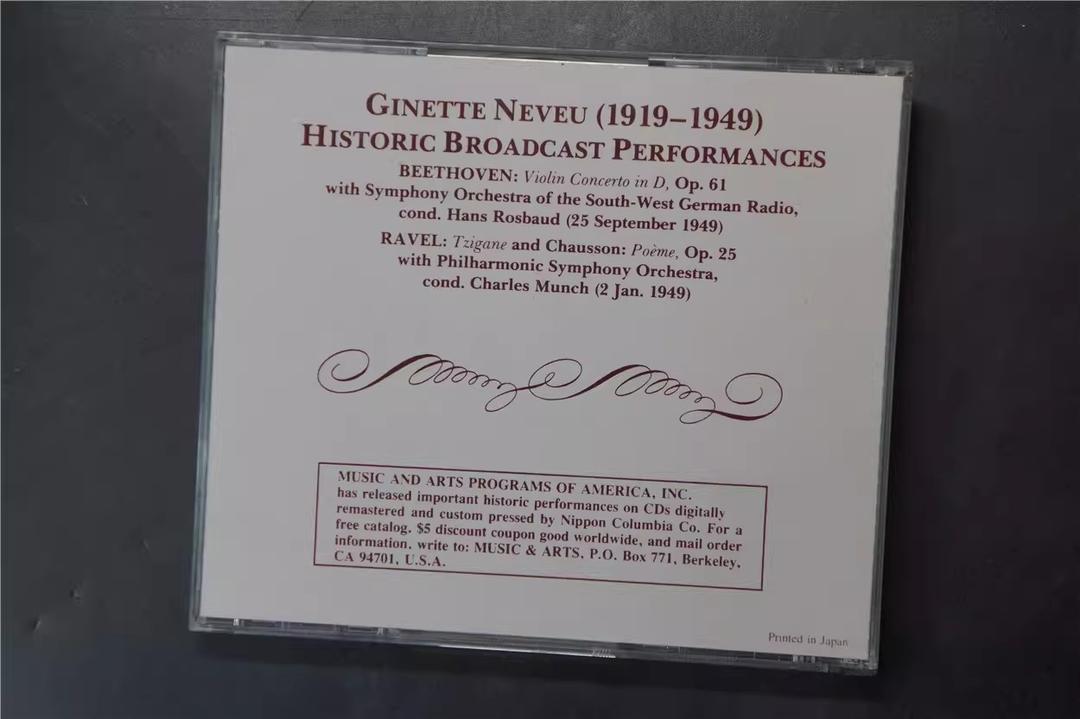 GINETTE NEVEU (1919–1949)
HISTORIC BROADCAST PERFORMANCES
BEETHOVEN: Violin Concerto in D, Op. 61
with Symphony Orchestra of the South-West German Radio,
cond. Hans Rosbaud (25 September 1949)
RAVEL: Tzigane and Chausson: Poème, Op. 25
with Philharmonic Symphony Orchestra,
cond. Charles Munch (2 Jan. 1949)
MUSIC AND ARTS PROGRAMS OF AMERICA, INC.
has released important historic performances on CDs digitally
remastered and custom pressed by Nippon Columbia Co. For a
free catalog, $5 discount coupon good worldwide, and mail order
information, write to: MUSIC & ARTS, P.O. Box 771, Berkeley,
CA 94701, U.S.A.
Printed in Japan